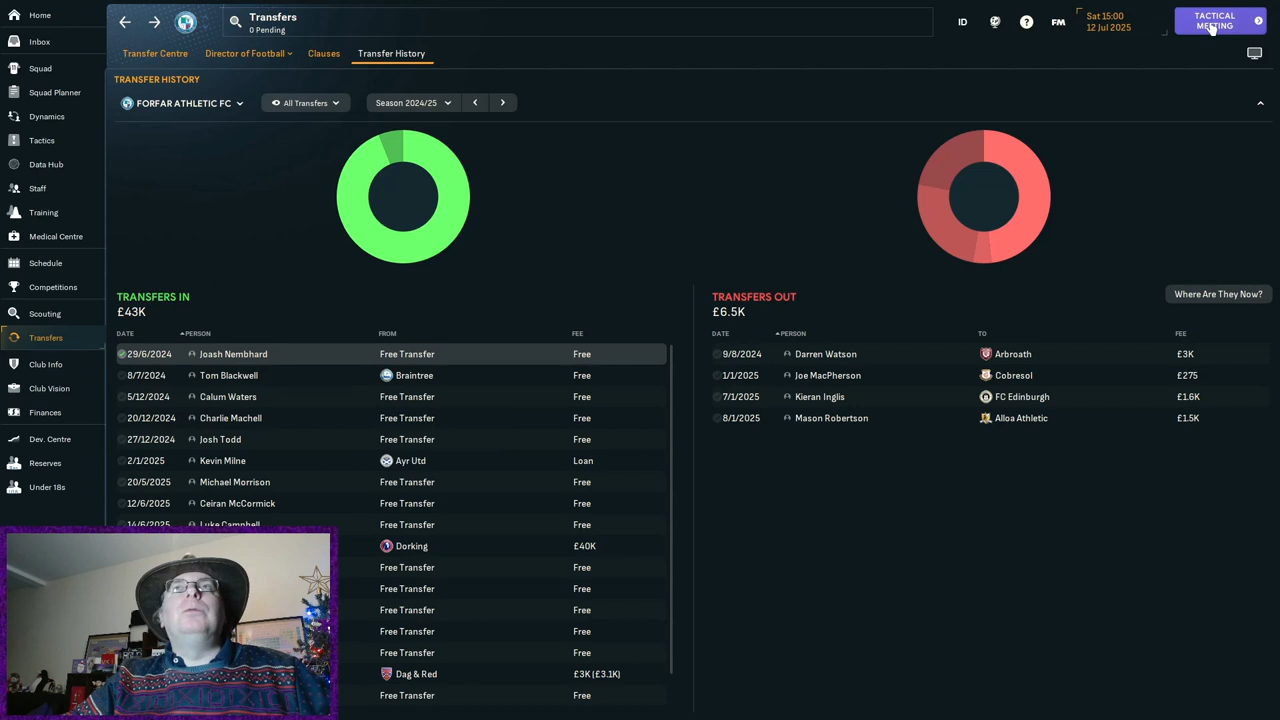 Home
Inbox
Squad
Squad Planner
Dynamics
Tactics
Data Hub
Staff
Training
Medical Centre
Schedule
Competitions
Scouting
Transfers
Club Info
Club Vision
Finances
Dev. Centre
Reserves
Under 18s
Transfers
0 Pending
ID
?
FM
Sat 15:00
12 Jul 2025
TACTICAL
MEETING
Transfer Centre
Director of Football
Clauses
Transfer History
TRANSFER HISTORY
FORFAR ATHLETIC FC
All Transfers
Season 2024/25
TRANSFERS IN
£43K
DATE PERSON FROM FEE
29/6/2024 Joash Nembhard Free Transfer Free
8/7/2024 Tom Blackwell Braintree Free
5/12/2024 Calum Waters Free Transfer Free
20/12/2024 Charlie Machell Free Transfer Free
27/12/2024 Josh Todd Free Transfer Free
2/1/2025 Kevin Milne Ayr Utd Loan
20/5/2025 Michael Morrison Free Transfer Free
12/6/2025 Ceiran McCormick Free Transfer Free
14/6/2025 Luke Campbell Free Transfer Free
Dorking £40K
Free Transfer Free
Free Transfer Free
Free Transfer Free
Free Transfer Free
Free Transfer Free
Dag & Red £3K (£3.1K)
Free Transfer Free
TRANSFERS OUT
£6.5K
Where Are They Now?
DATE PERSON TO FEE
9/8/2024 Darren Watson Arbroath £3K
1/1/2025 Joe MacPherson Cobresol £275
7/1/2025 Kieran Inglis FC Edinburgh £1.6K
8/1/2025 Mason Robertson Alloa Athletic £1.5K